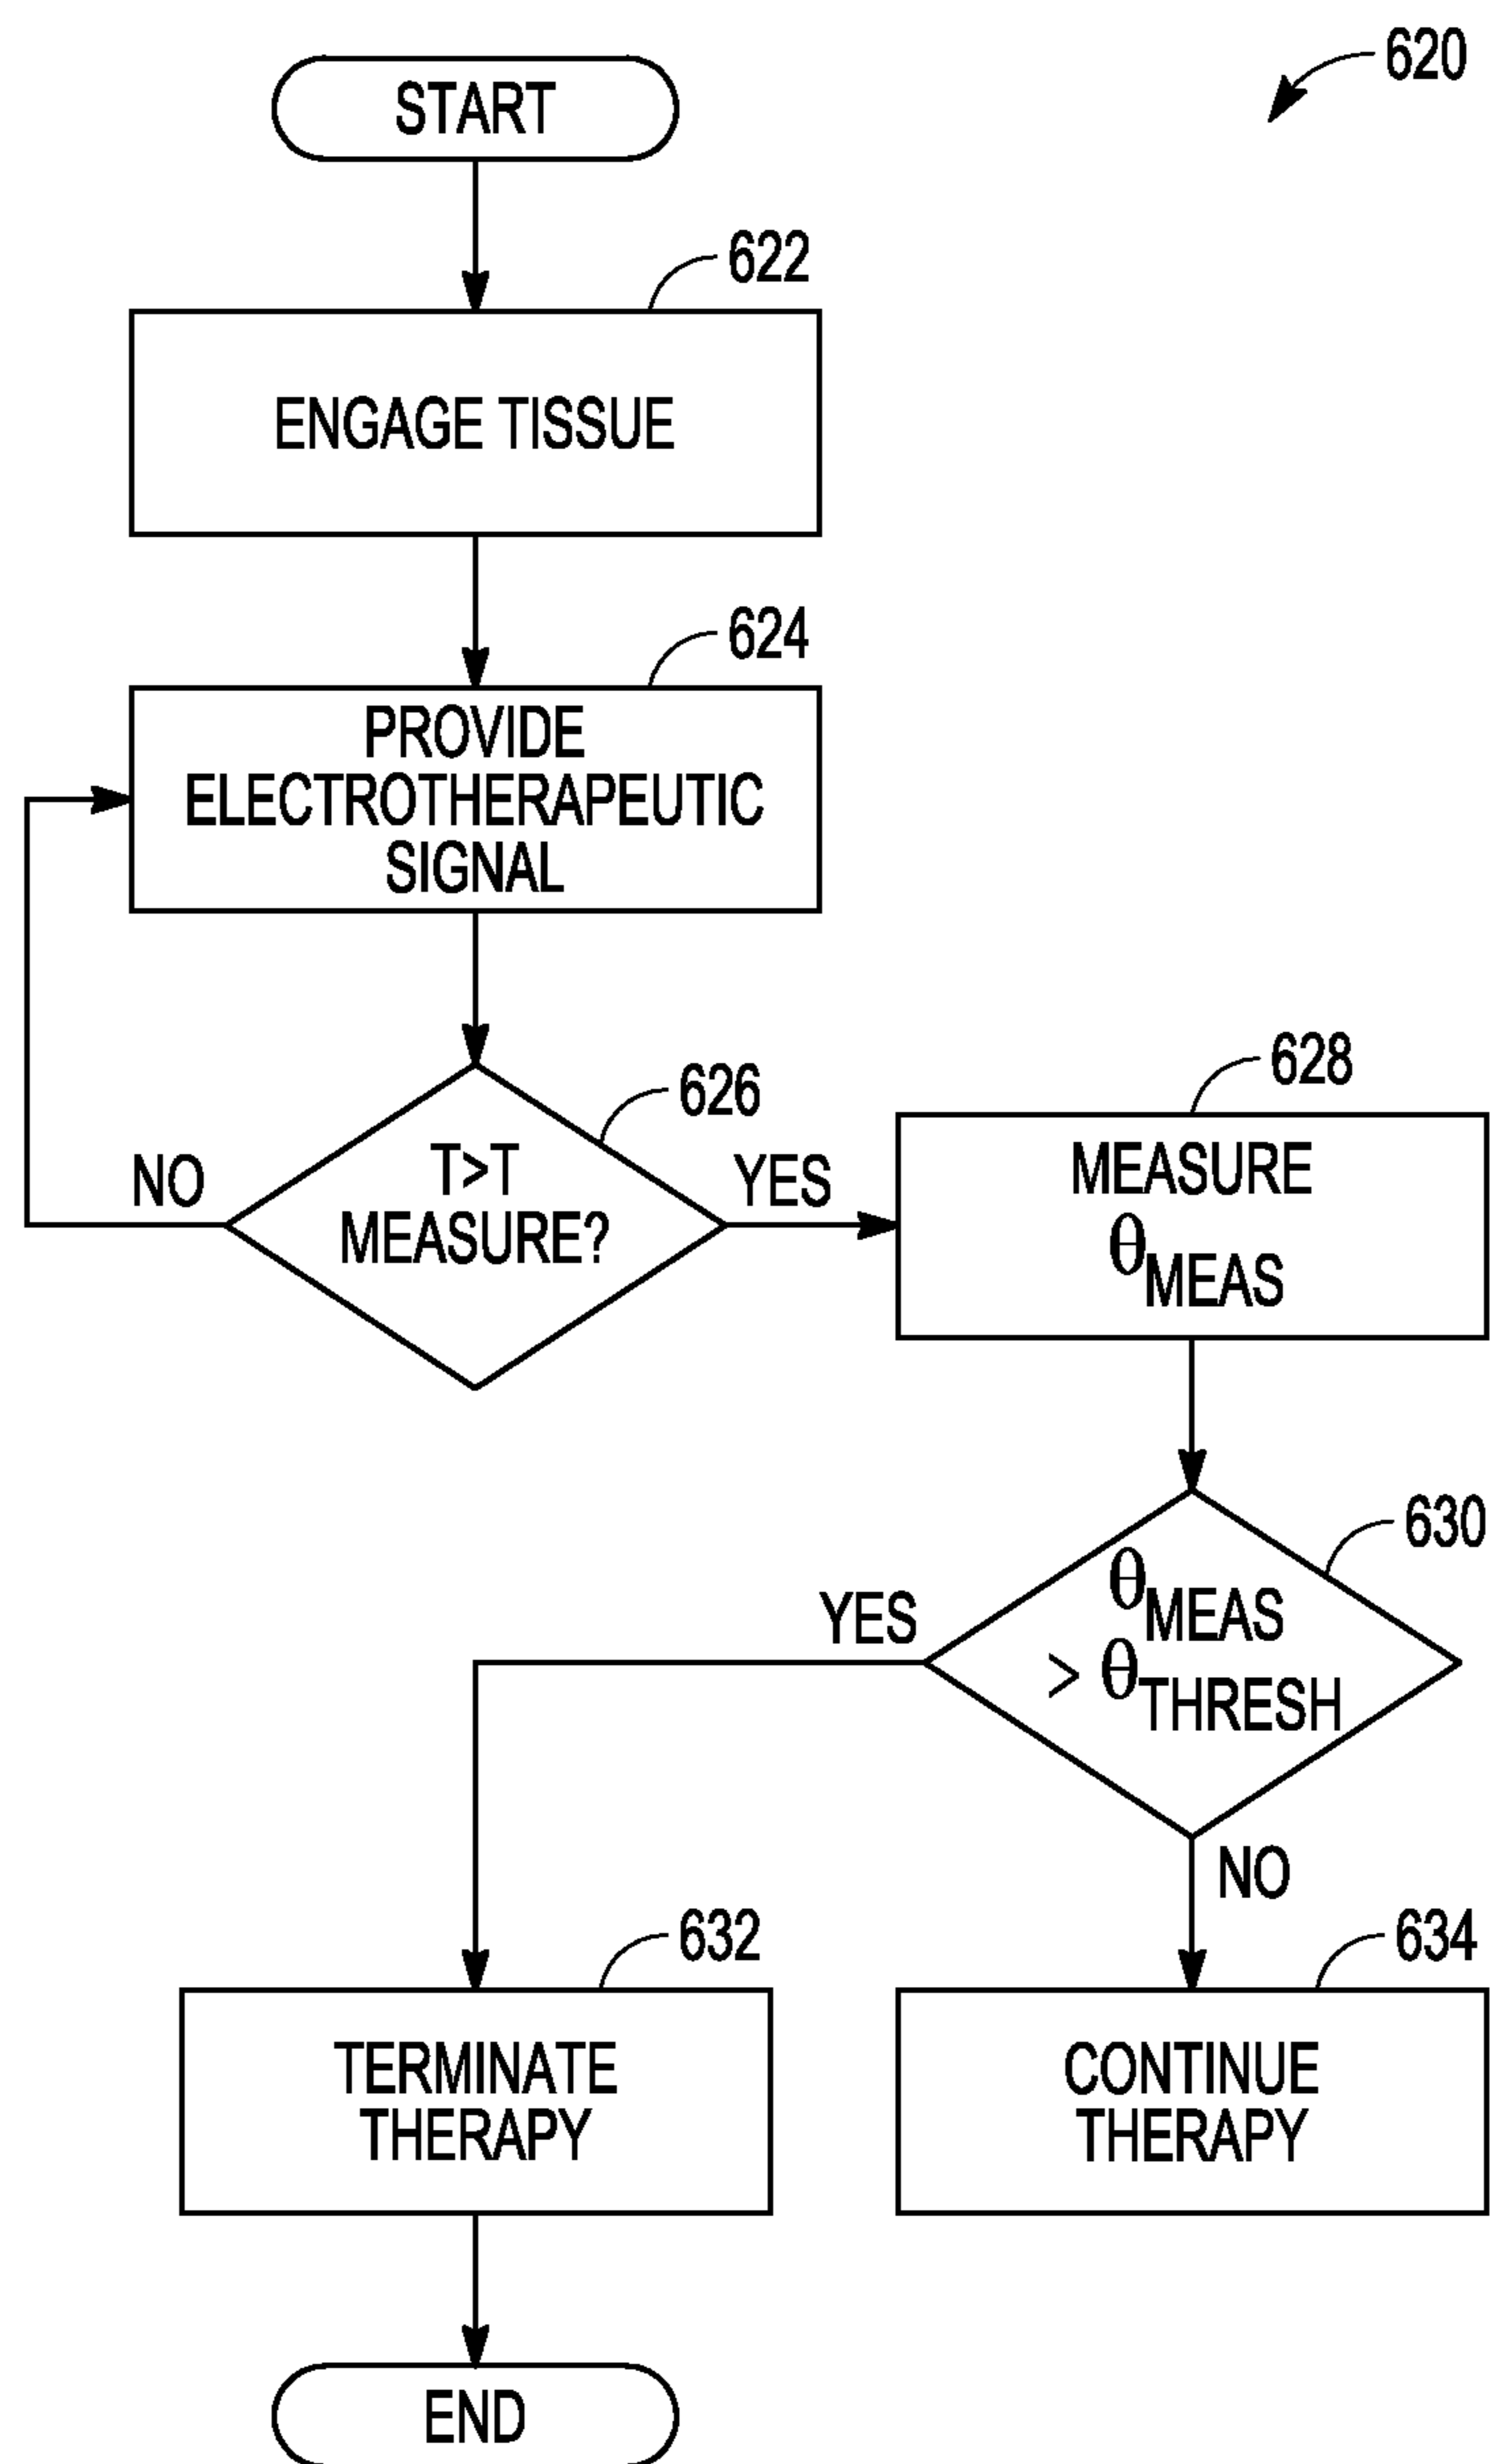 620
START
622
ENGAGE TISSUE
624
PROVIDE
ELECTROTHERAPEUTIC
SIGNAL
626
T>T
MEASURE?
NO
YES
628
MEASURE
θMEAS
630
θMEAS
> θTHRESH
YES
NO
632
TERMINATE
THERAPY
634
CONTINUE
THERAPY
END